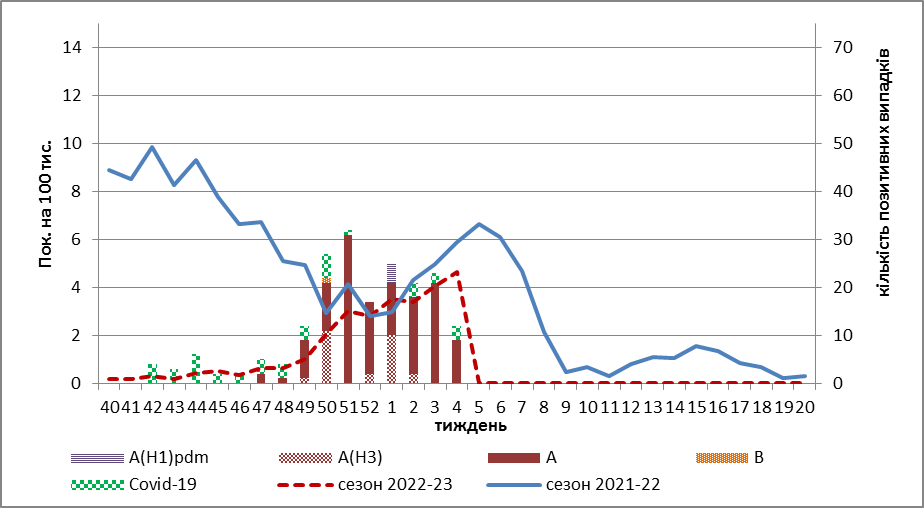 14 70
12 60
10 50
8 40
6 30
4 20
2 10
0 0
Пок. на 100 тис.
кількість позитивних випадків
40 41 42 43 44 45 46 47 48 49 50 51 52 1 2 3 4 5 6 7 8 9 10 11 12 13 14 15 16 17 18 19 20
тиждень
A(H1)pdm A(H3) A B
Covid-19 сезон 2022-23 сезон 2021-22